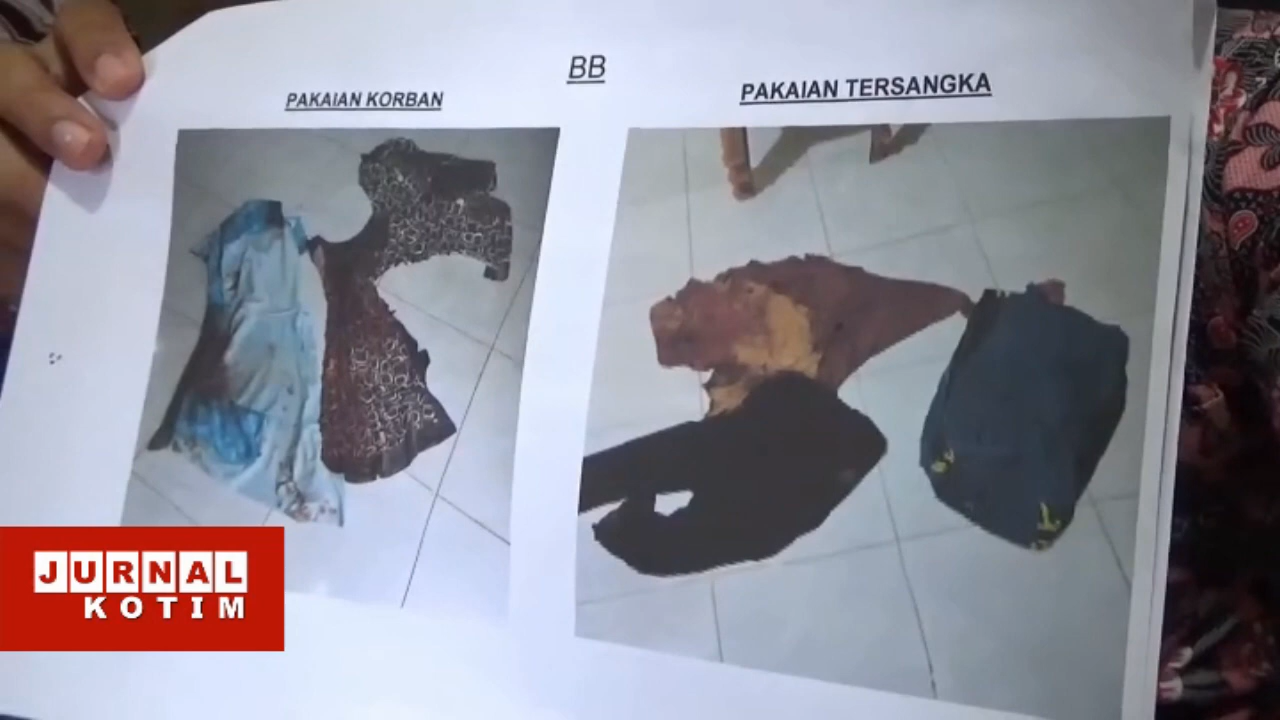 BB
PAKAIAN KORBAN
PAKAIAN TERSANGKA
JURNAL
KOTIM